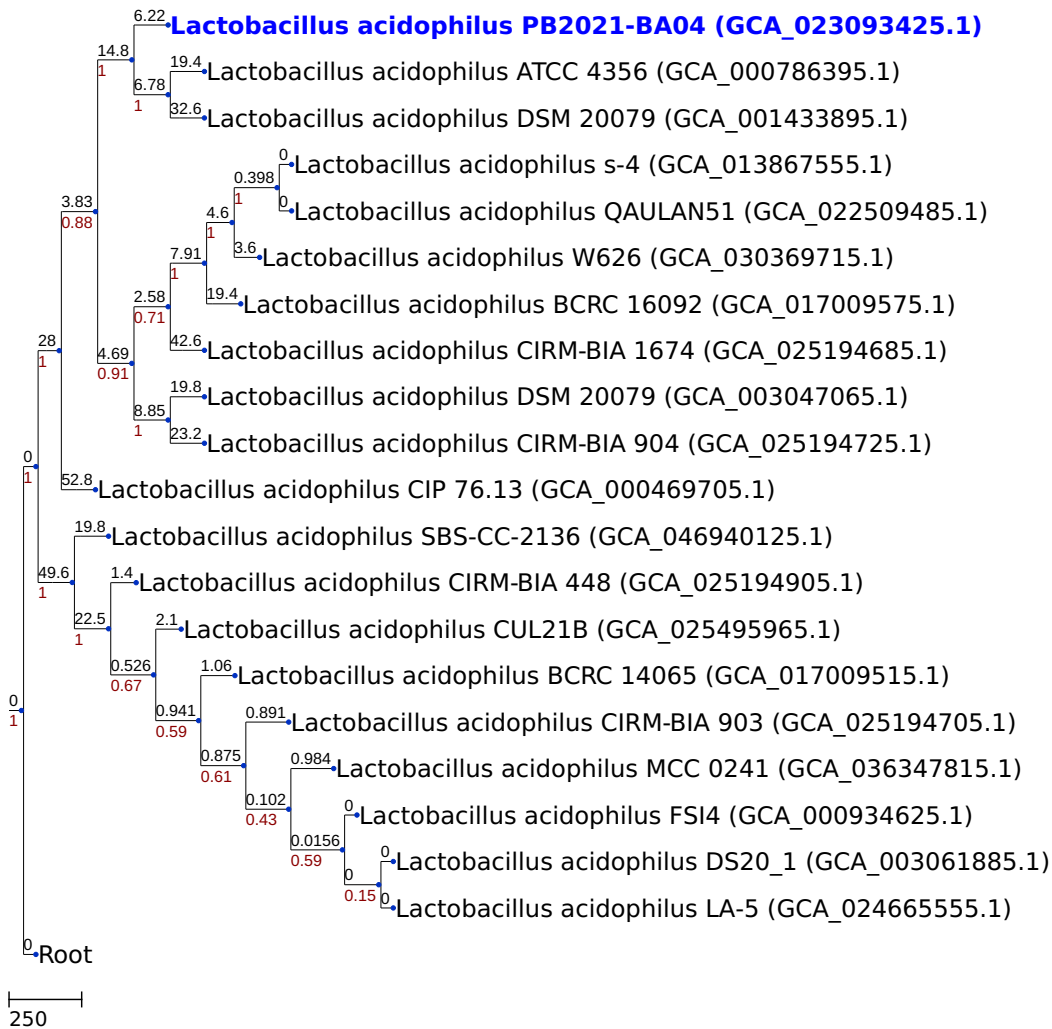 6.22
Lactobacillus acidophilus PB2021-BA04 (GCA_023093425.1)
14.8
1
19.4
Lactobacillus acidophilus ATCC 4356 (GCA_000786395.1)
6.78
1
32.6
Lactobacillus acidophilus DSM 20079 (GCA_001433895.1)
0
Lactobacillus acidophilus s-4 (GCA_013867555.1)
0.398
1
3.83
0.88
0
Lactobacillus acidophilus QAULAN51 (GCA_022509485.1)
4.6
1
3.6
Lactobacillus acidophilus W626 (GCA_030369715.1)
7.91
1
19.4
Lactobacillus acidophilus BCRC 16092 (GCA_017009575.1)
2.58
0.71
28
1
42.6
Lactobacillus acidophilus CIRM-BIA 1674 (GCA_025194685.1)
4.69
0.91
19.8
Lactobacillus acidophilus DSM 20079 (GCA_003047065.1)
8.85
1
23.2
Lactobacillus acidophilus CIRM-BIA 904 (GCA_025194725.1)
0
1
52.8
Lactobacillus acidophilus CIP 76.13 (GCA_000469705.1)
19.8
Lactobacillus acidophilus SBS-CC-2136 (GCA_046940125.1)
49.6
1
1.4
Lactobacillus acidophilus CIRM-BIA 448 (GCA_025194905.1)
22.5
1
2.1
Lactobacillus acidophilus CUL21B (GCA_025495965.1)
0.526
0.67
1.06
Lactobacillus acidophilus BCRC 14065 (GCA_017009515.1)
0
1
0.941
0.59
0.891
Lactobacillus acidophilus CIRM-BIA 903 (GCA_025194705.1)
0.875
0.61
0.984
Lactobacillus acidophilus MCC 0241 (GCA_036347815.1)
0.102
0.43
0
Lactobacillus acidophilus FSI4 (GCA_000934625.1)
0.0156
0.59
0
Lactobacillus acidophilus DS20_1 (GCA_003061885.1)
0
0.15
0
Lactobacillus acidophilus LA-5 (GCA_024665555.1)
0
Root
250